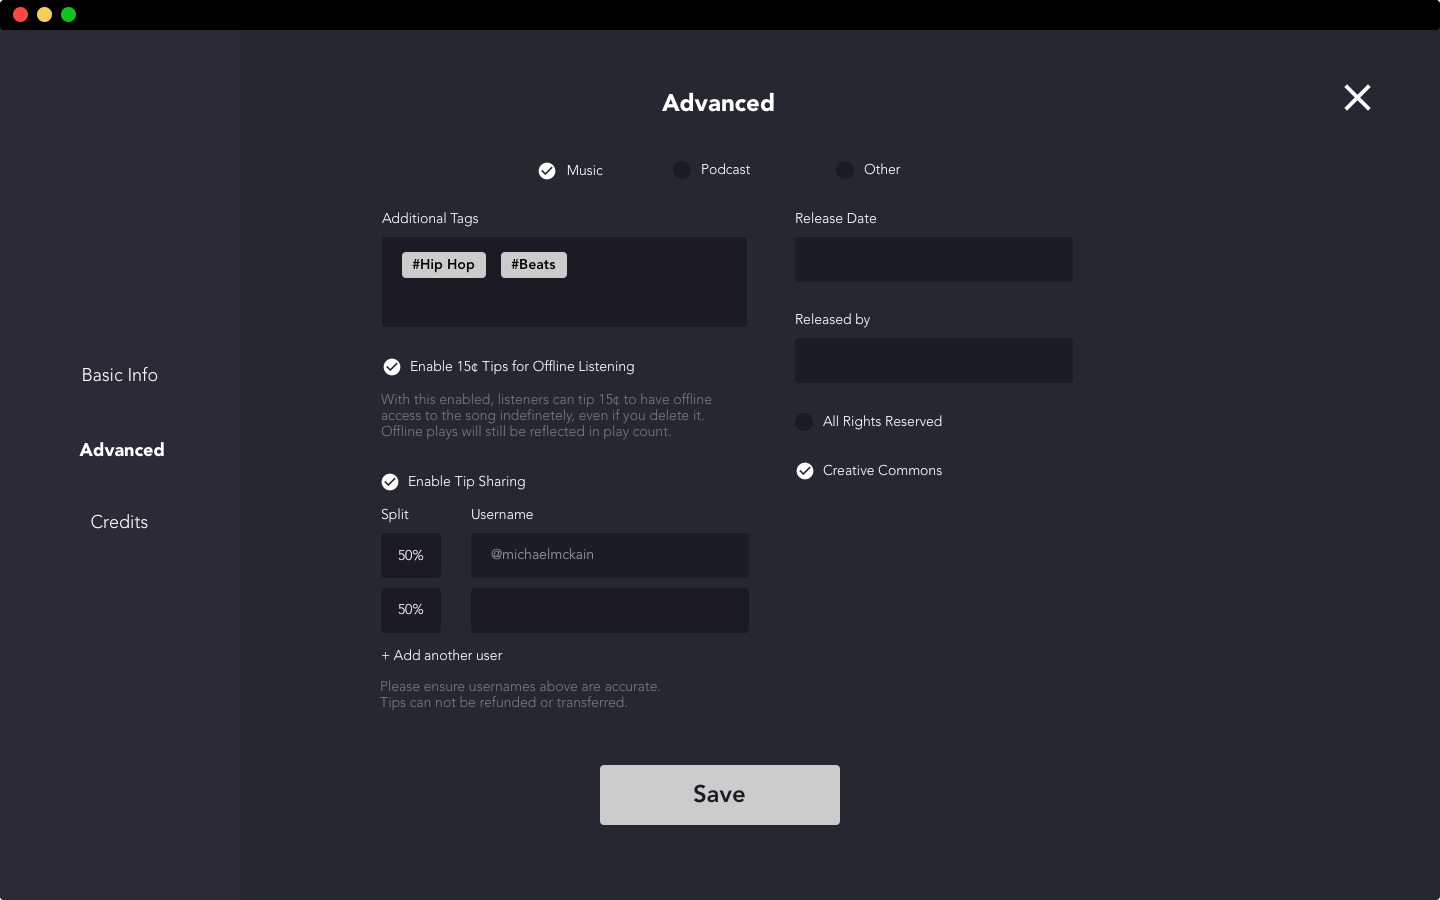 Advanced
Music
Podcast
Other
Additional Tags
#Hip Hop
#Beats
Release Date
Released by
Basic Info
Advanced
Credits
Enable 15¢ Tips for Offline Listening
With this enabled, listeners can tip 15¢ to have offline
access to the song indefinetely, even if you delete it.
Offline plays will still be reflected in play count.
All Rights Reserved
Creative Commons
Enable Tip Sharing
Split
Username
50%
@michaelmckain
50%
+ Add another user
Please ensure usernames above are accurate.
Tips can not be refunded or transferred.
Save